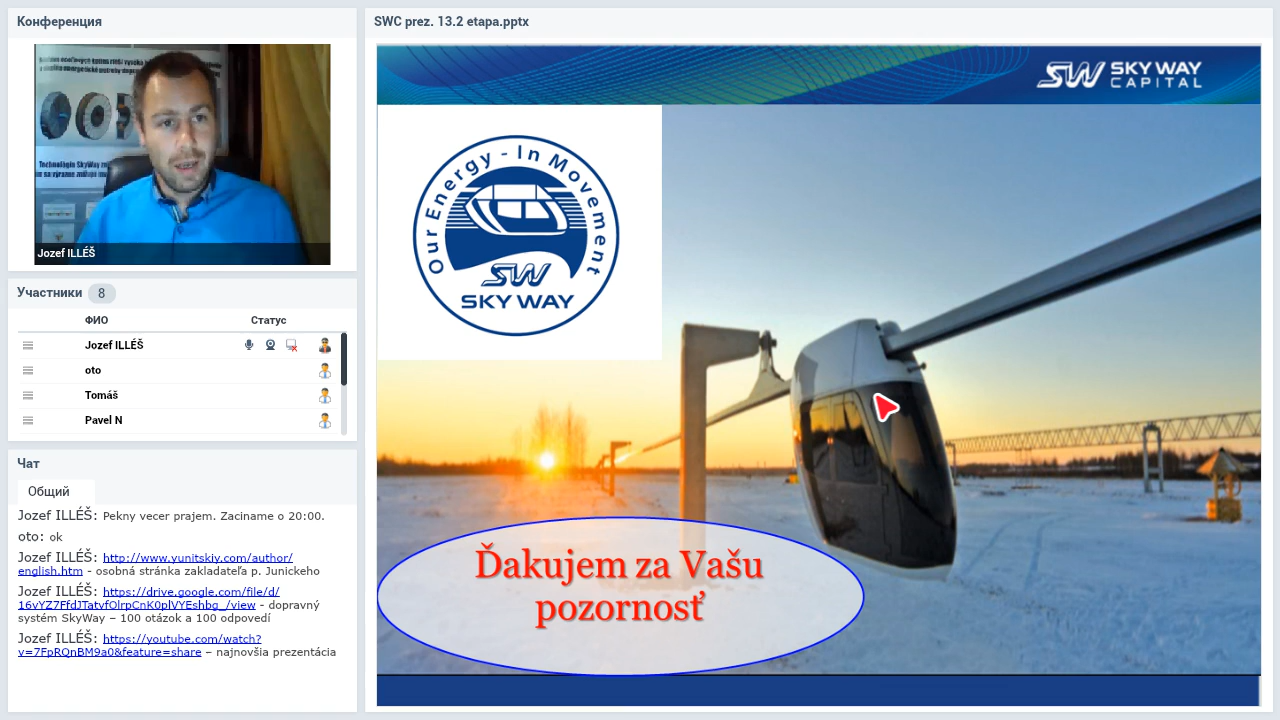 Конференция
Jozef ILLÉŠ
Участники 8
ФИО Статус
Jozef ILLÉŠ
oto
Tomáš
Pavel N
Чат
Общий
Jozef ILLÉŠ: Pekny vecer prajem. Zaciname o 20:00.
oto: ok
Jozef ILLÉŠ: http://www.yunitskiy.com/author/
english.htm - osobná stránka zakladateľa p. Junickeho
Jozef ILLÉŠ: https://drive.google.com/file/d/
16vYZ7FfdJTatvfOlrpCnK0plVYEshbg_/view - dopravný
systém SkyWay – 100 otázok a 100 odpovedí
Jozef ILLÉŠ: https://youtube.com/watch?
v=7FpRQnBM9a0&feature=share – najnovšia prezentácia
SWC prez. 13.2 etapa.pptx
SW SKY WAY
CAPITAL
Our Energy - In Movement
SW
SKY WAY
Ďakujem za Vašu
pozornosť